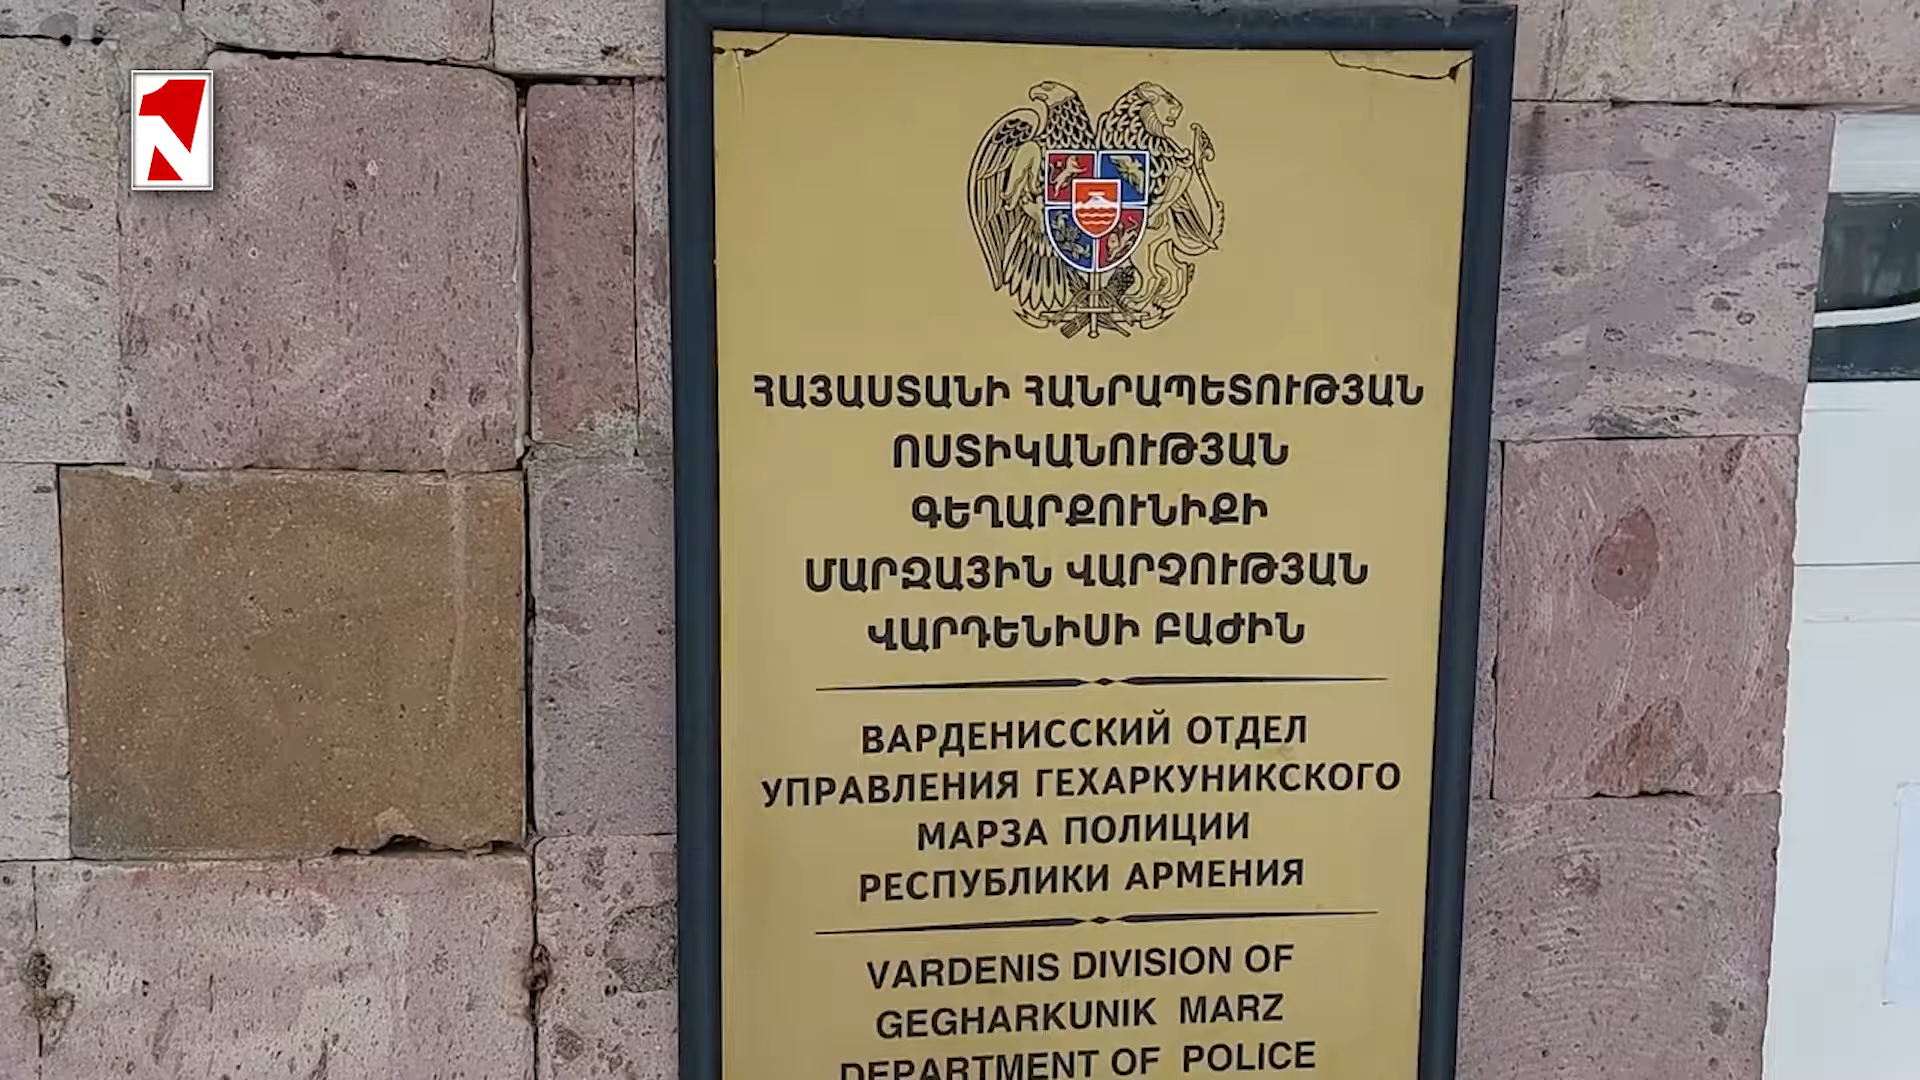 ՀԱՅԱՍՏԱՆԻ ՀԱՆՐԱՊԵՏՈՒԹՅԱՆ
ՈՍՏԻԿԱՆՈՒԹՅԱՆ
ԳԵՂԱՐՔՈՒՆԻՔԻ
ՄԱՐԶԱՅԻՆ ՎԱՐՉՈՒԹՅԱՆ
ՎԱՐԴԵՆԻՍԻ ԲԱԺԻՆ
ВАРДЕНИССКИЙ ОТДЕЛ
УПРАВЛЕНИЯ ГЕХАРКУНИКСКОГО
МАРЗА ПОЛИЦИИ
РЕСПУБЛИКИ АРМЕНИЯ
VARDENIS DIVISION OF
GEGHARKUNIK MARZ
DEPARTMENT OF POLICE